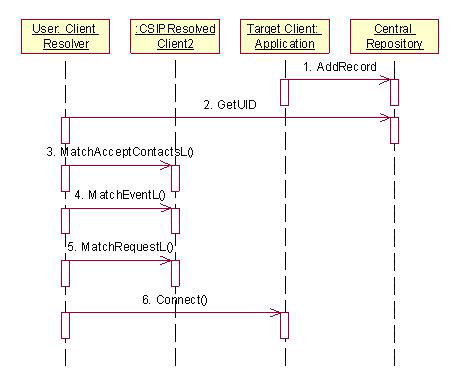 User: Client
Resolver
:CSIPResolved
Client2
Target Client:
Application
Central
Repository
1. AddRecord
2. GetUID
3. MatchAcceptContactsL()
4. MatchEventL()
5. MatchRequestL()
6. Connect()